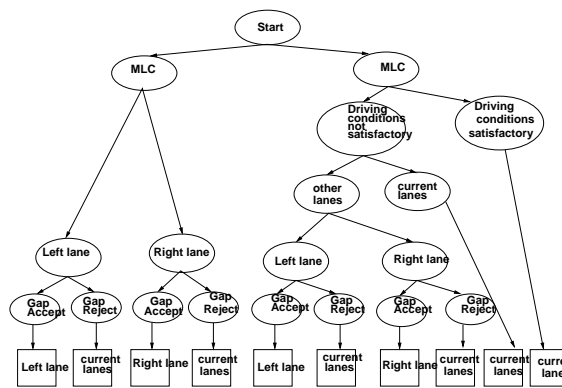 Start
MLC
MLC
Driving
conditions
not
satisfactory
Driving
conditions
satisfactory
other
lanes
current
lanes
Left lane
Right lane
Left lane
Right lane
Gap
Accept
Gap
Reject
Gap
Accept
Gap
Reject
Gap
Accept
Gap
Reject
Gap
Accept
Gap
Reject
Left lane
current
lanes
Right lane
current
lanes
Left lane
current
lanes
Right lane
current
lanes
current
lanes
current
lane